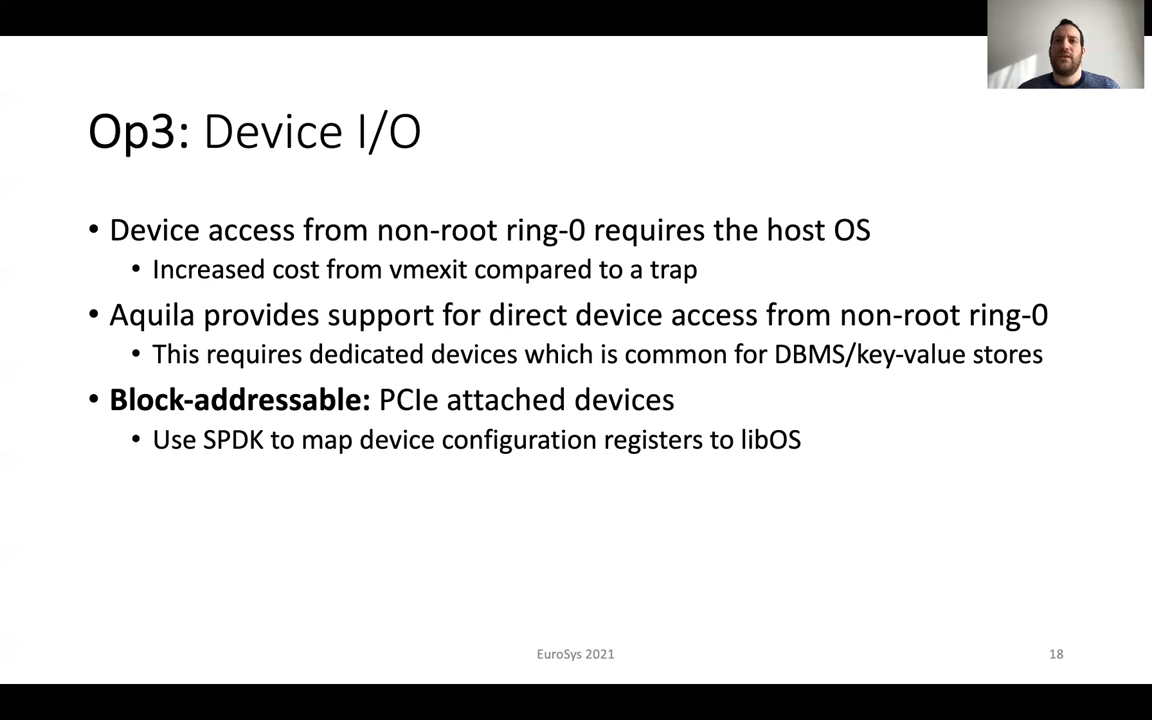 Op3: Device I/O
• Device access from non-root ring-0 requires the host OS
• Increased cost from vmexit compared to a trap
• Aquila provides support for direct device access from non-root ring-0
• This requires dedicated devices which is common for DBMS/key-value stores
• Block-addressable: PCIe attached devices
• Use SPDK to map device configuration registers to libOS
EuroSys 2021
18